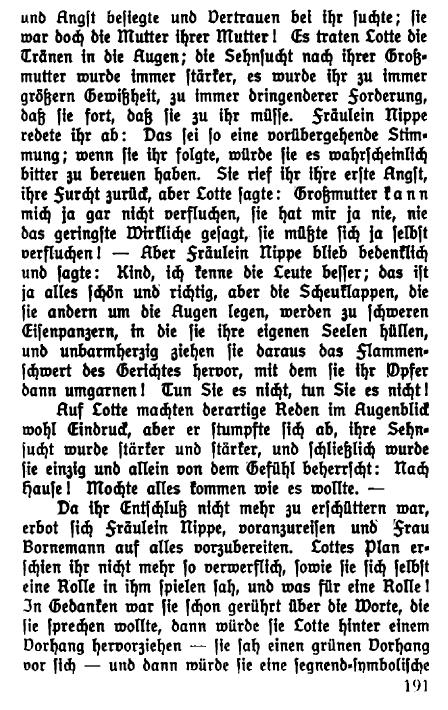 und Angst besiegte und Vertrauen bei ihr suchte; sie
war doch die Mutter ihrer Mutter! Es traten Lotte die
Tränen in die Augen; die Sehnsucht nach ihrer Groß-
mutter wurde immer stärker, es wurde ihr zu immer
größern Gewißheit, zu immer dringenderer Forderung,
daß sie fort, daß sie zu ihr müsse. Fräulein Nippe
redete ihr ab: Das sei so eine vorübergehende Stim-
mung; wenn sie ihr folgte, würde sie es wahrscheinlich
bitter zu bereuen haben. Sie rief ihr ihre erste Angst,
ihre Furcht zurück, aber Lotte sagte: Großmutter kann
mich ja gar nicht verfluchen, sie hat mir ja nie, nie
das geringste Wirkliche gesagt, sie müßte sich ja selbst
verfluchen! — Aber Fräulein Nippe blieb bedenklich
und sagte: Kind, ich kenne die Leute besser; das ist
ja alles schön und richtig, aber die Scheuklappen, die
sie andern um die Augen legen, werden zu schweren
Eisenpanzern, in die sie ihre eigenen Seelen hüllen,
und unbarmherzig ziehen sie daraus das Flammen-
schwert des Gerichtes hervor, mit dem sie ihr Opfer
dann umgarnen! Tun Sie es nicht, tun Sie es nicht!
Auf Lotte machten derartige Reden im Augenblick
wohl Eindruck, aber er stumpfte sich ab, ihre Sehn-
sucht wurde stärker und stärker, und schließlich wurde
sie einzig und allein von dem Gefühl beherrscht: Nach
Hause! Mochte alles kommen wie es wollte. —
Da ihr Entschluß nicht mehr zu erschüttern war,
erbot sich Fräulein Nippe, voranzureisen und Frau
Bornemann auf alles vorzubereiten. Lottes Plan er-
schien ihr nicht mehr so verwerflich, sowie sie sich selbst
eine Rolle in ihm spielen sah, und was für eine Rolle!
In Gedanken war sie schon gerührt über die Worte, die
sie sprechen wollte, dann würde sie Lotte hinter einem
Vorhang hervorziehen — sie sah einen grünen Vorhang
vor sich — und dann würde sie eine segnend-symbolische
191